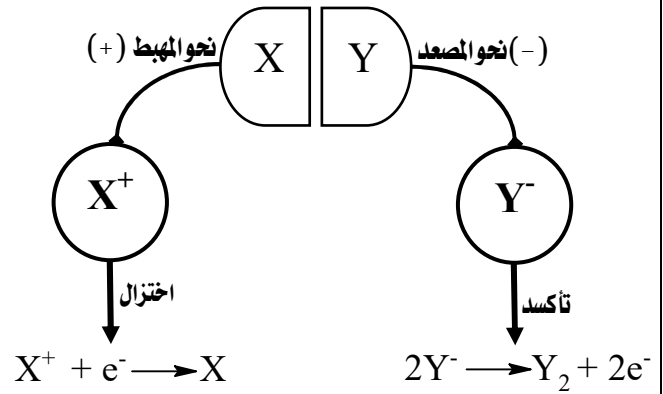 (+) نحو المهبط X Y نحو المصعد (-)
X⁺ Y⁻
اختزال تأكسد
X⁺ + e⁻ ⟶ X 2Y⁻ ⟶ Y₂ + 2e⁻